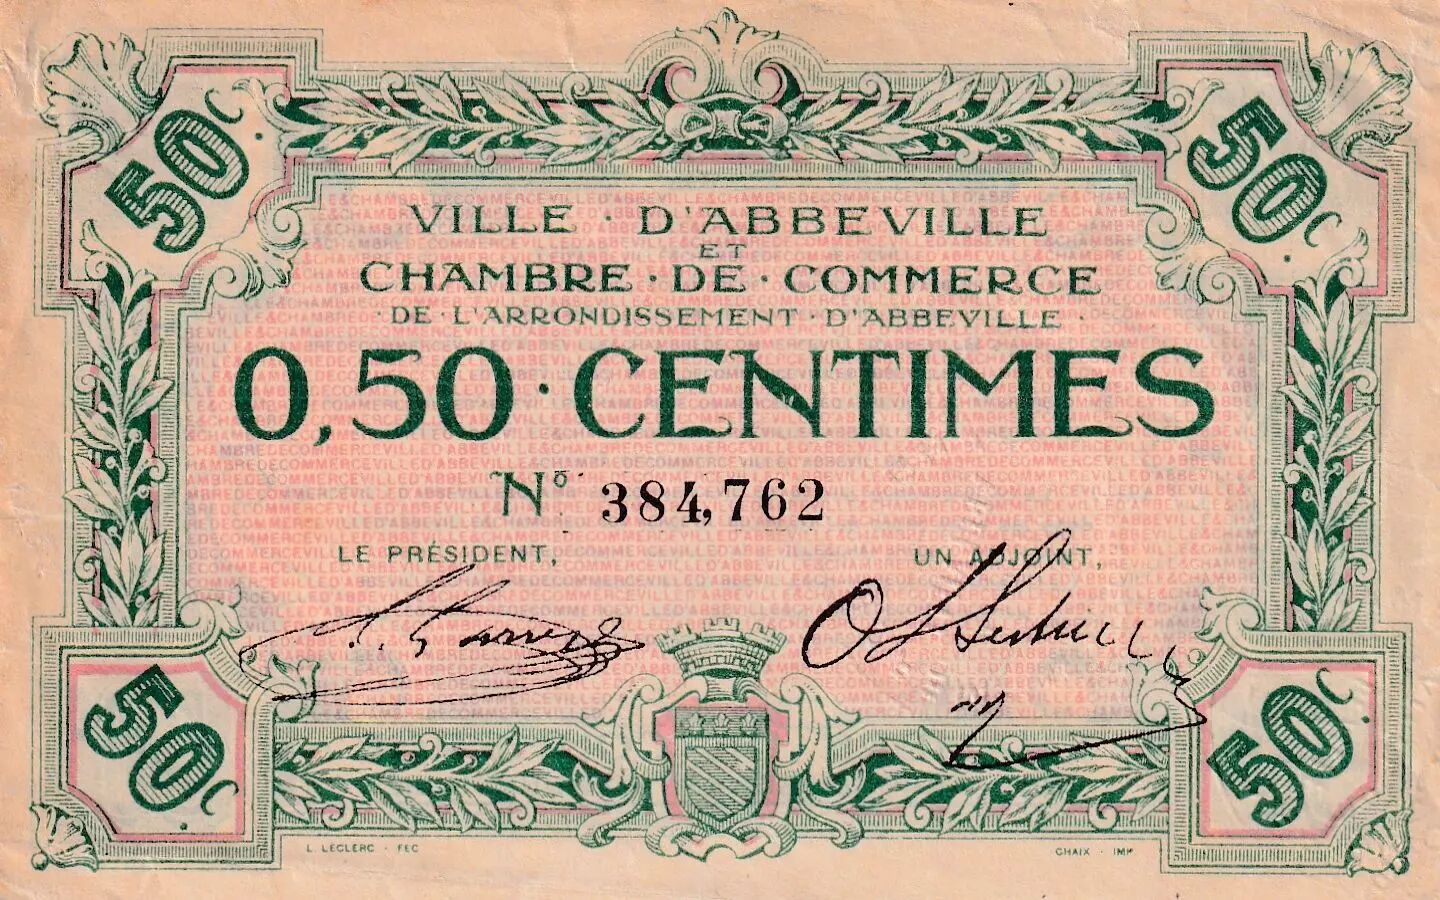 50c.
50c.
VILLE · D'ABBEVILLE
ET
CHAMBRE · DE · COMMERCE
· DE · L'ARRONDISSEMENT · D'ABBEVILLE ·
0,50 · CENTIMES
Nº 384,762
LE PRÉSIDENT,
UN ADJOINT,
50c.
50c.
L. LECLERC · FEC
CHAIX · IMP